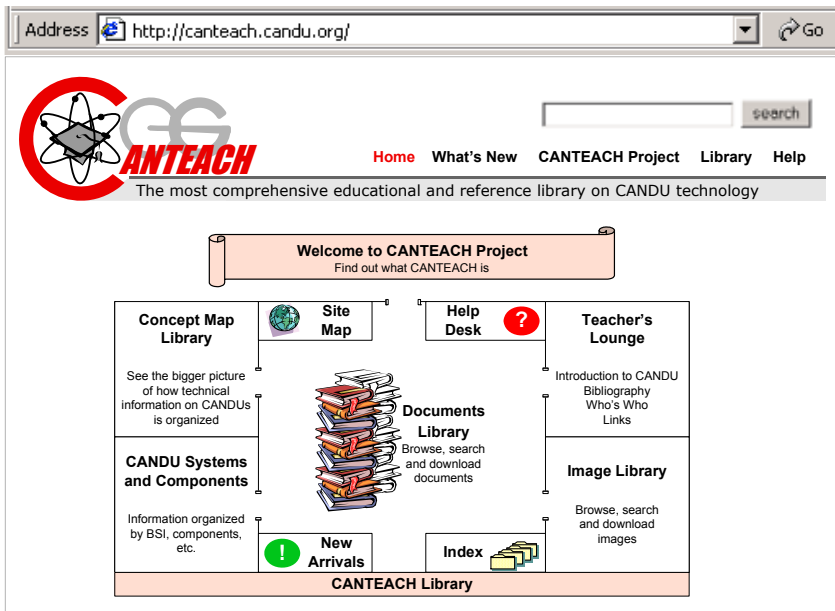 Address http://canteach.candu.org/ Go
search
CANTEACH
Home What's New CANTEACH Project Library Help
The most comprehensive educational and reference library on CANDU technology
Welcome to CANTEACH Project
Find out what CANTEACH is
Concept Map
Library
See the bigger picture
of how technical
information on CANDUs
is organized
Site
Map
Help
Desk
?
Teacher's
Lounge
Introduction to CANDU
Bibliography
Who's Who
Links
Documents
Library
Browse, search
and download
documents
CANDU Systems
and Components
Information organized
by BSI, components,
etc.
Image Library
Browse, search
and download
images
!
New
Arrivals
Index
CANTEACH Library